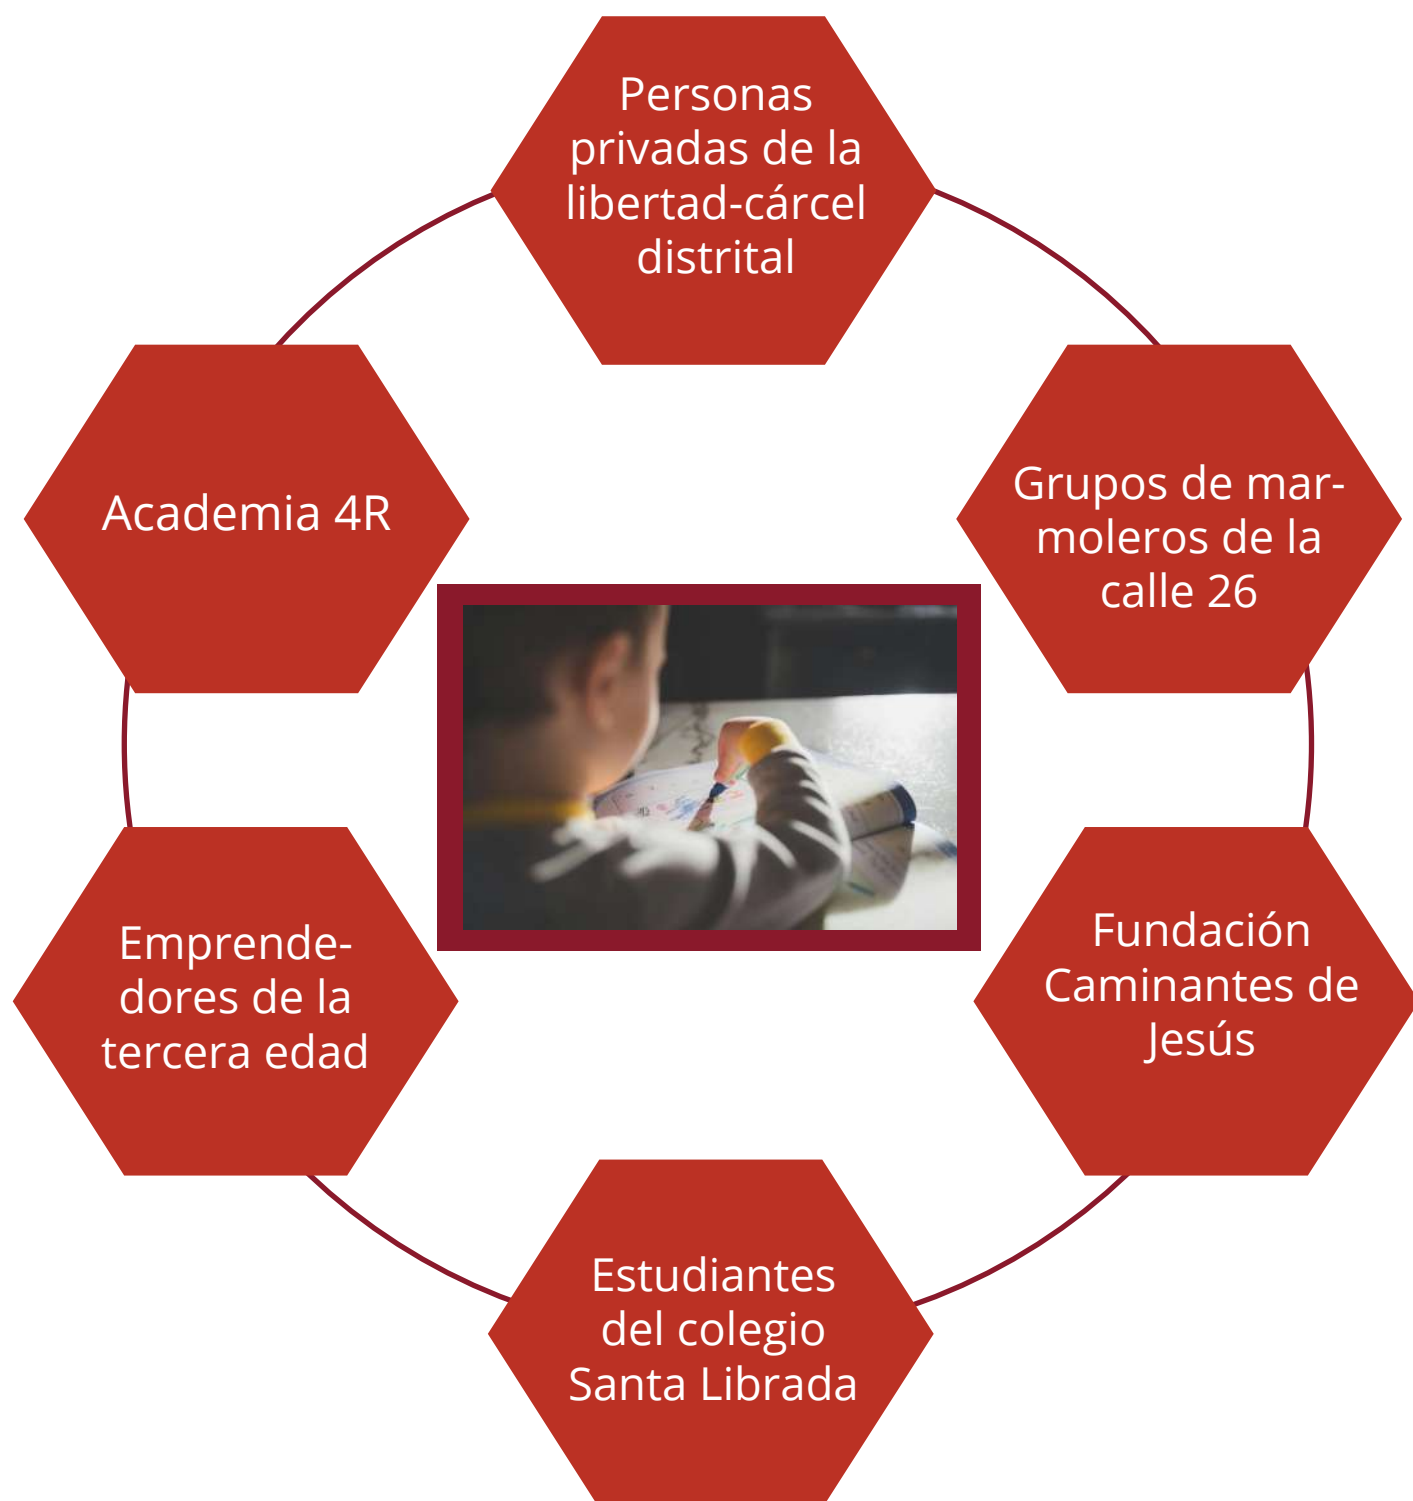 Personas
privadas de la
libertad-cárcel
distrital
Academia 4R
Grupos de mar-
moleros de la
calle 26
Emprende-
dores de la
tercera edad
Fundación
Caminantes de
Jesús
Estudiantes
del colegio
Santa Librada